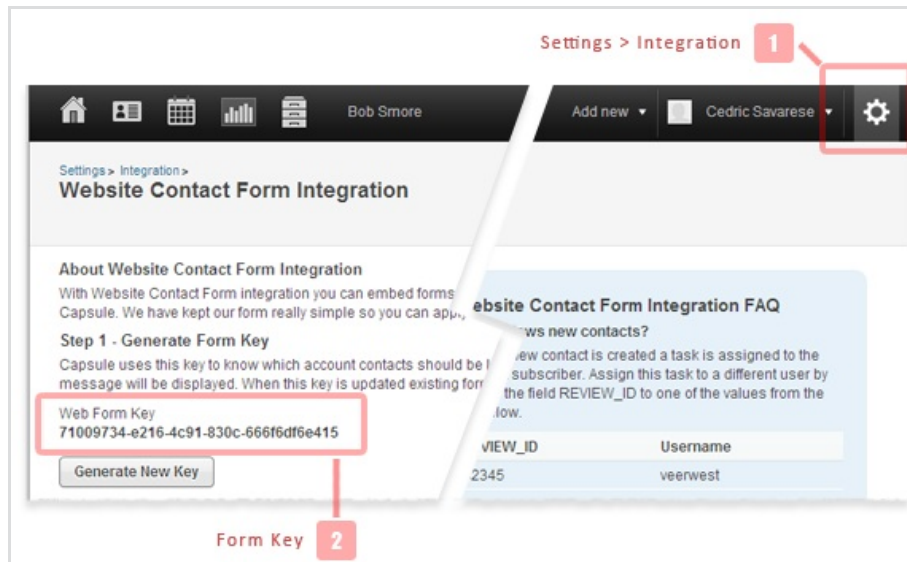 Settings > Integration 1
Bob Smore
Add new
Cedric Savarese
Settings > Integration >
Website Contact Form Integration
About Website Contact Form Integration
With Website Contact Form integration you can embed forms
Capsule. We have kept our form really simple so you can
Step 1 - Generate Form Key
Capsule uses this key to know which account contacts should be
message will be displayed. When this key is updated existing
Web Form Key
71009734-e216-4c91-830c-666f6df6e415
Generate New Key
ebsite Contact Form Integration FAQ
new contacts?
new contact is created a task is assigned to the
subscriber. Assign this task to a different user by
the field REVIEW_ID to one of the values from the
low.
VIEW_ID Username
2345 veerwest
Form Key 2